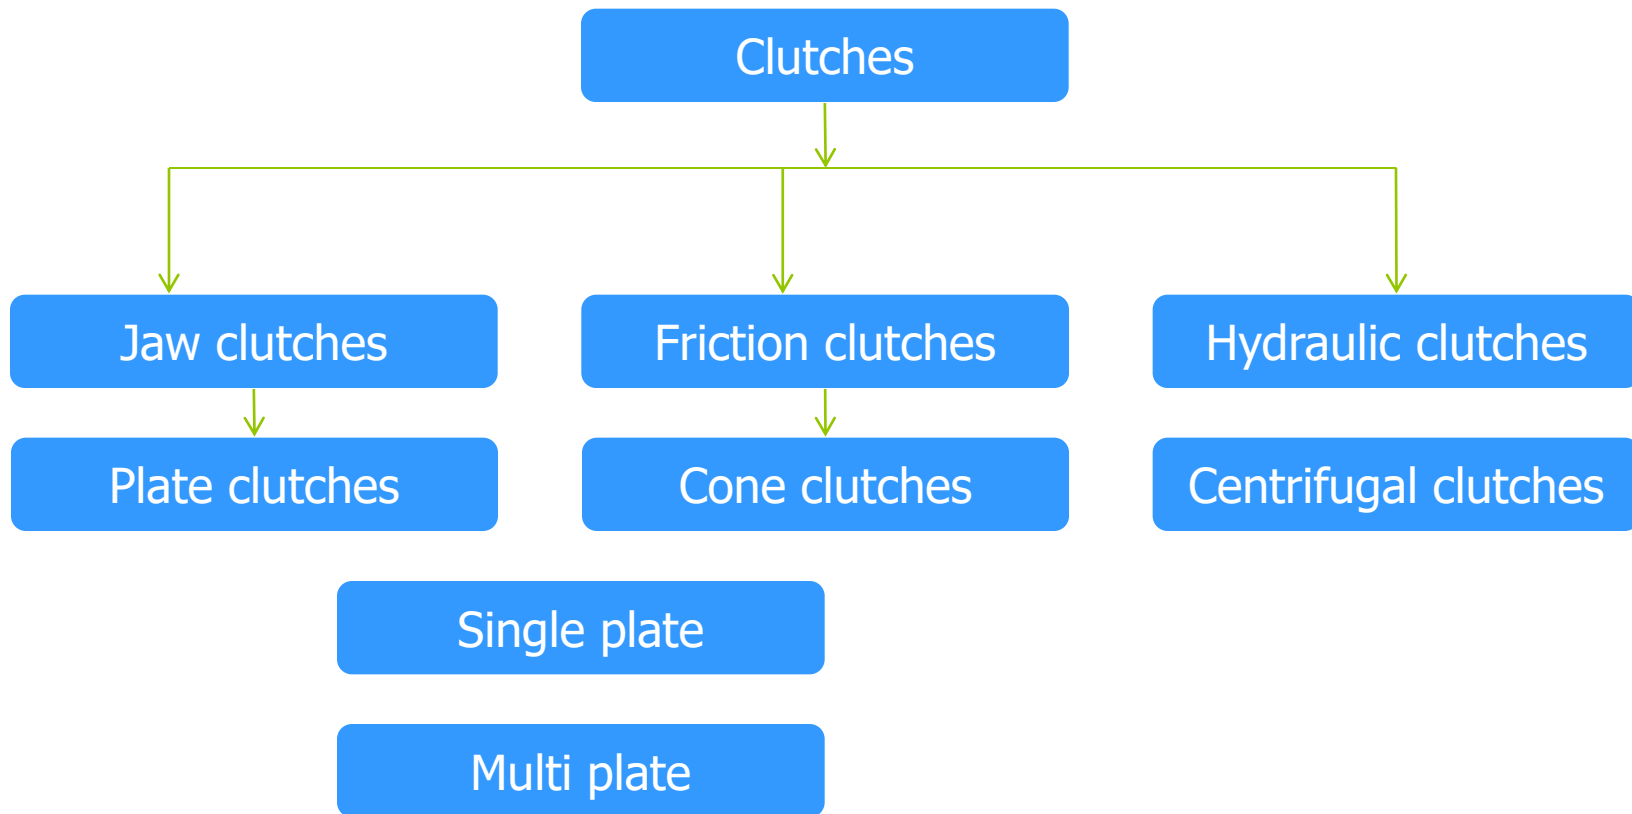 Clutches
Jaw clutches
Friction clutches
Hydraulic clutches
Plate clutches
Cone clutches
Centrifugal clutches
Single plate
Multi plate